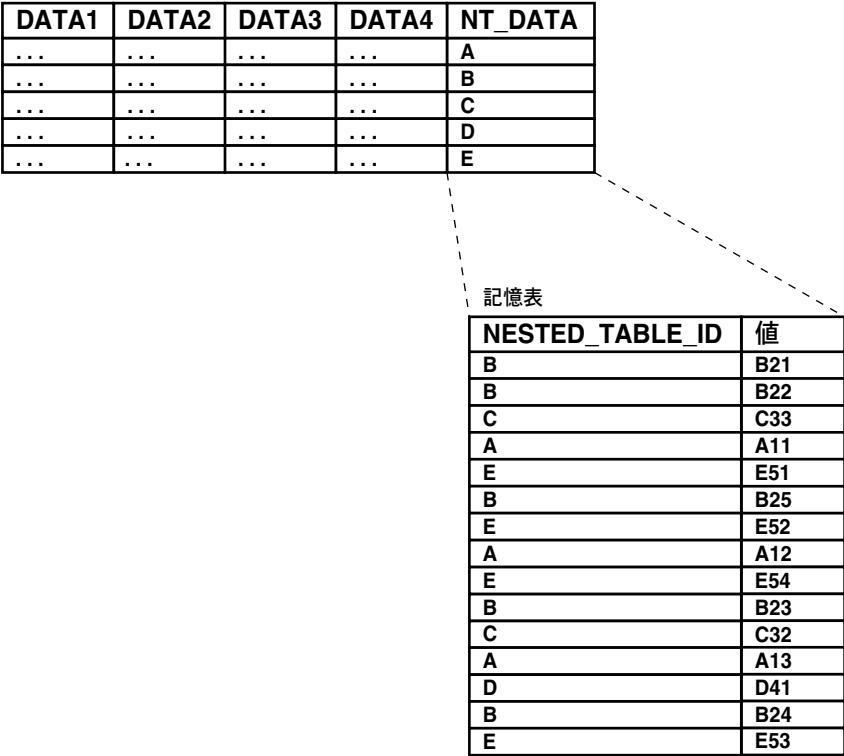 DATA1 DATA2 DATA3 DATA4 NT_DATA
... ... ... ... A
... ... ... ... B
... ... ... ... C
... ... ... ... D
... ... ... ... E
記憶表
NESTED_TABLE_ID 値
B B21
B B22
C C33
A A11
E E51
B B25
E E52
A A12
E E54
B B23
C C32
A A13
D D41
B B24
E E53